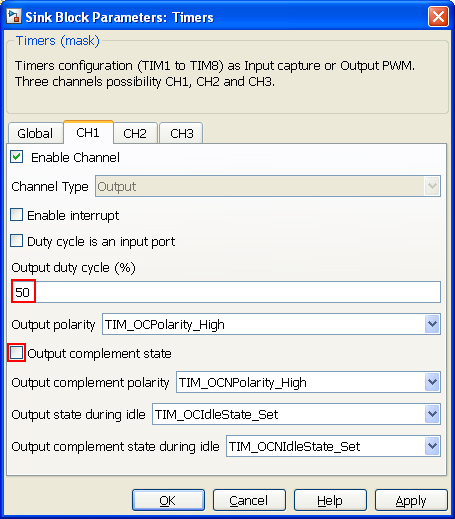 Sink Block Parameters: Timers
Timers (mask)
Timers configuration (TIM1 to TIM8) as Input capture or Output PWM.
Three channels possibility CH1, CH2 and CH3.
Global CH1 CH2 CH3
Enable Channel
Channel Type Output
Enable interrupt
Duty cycle is an input port
Output duty cycle (%)
50
Output polarity TIM_OCPolarity_High
Output complement state
Output complement polarity TIM_OCNPolarity_High
Output state during idle TIM_OCIdleState_Set
Output complement state during idle TIM_OCNIdleState_Set
OK Cancel Help Apply